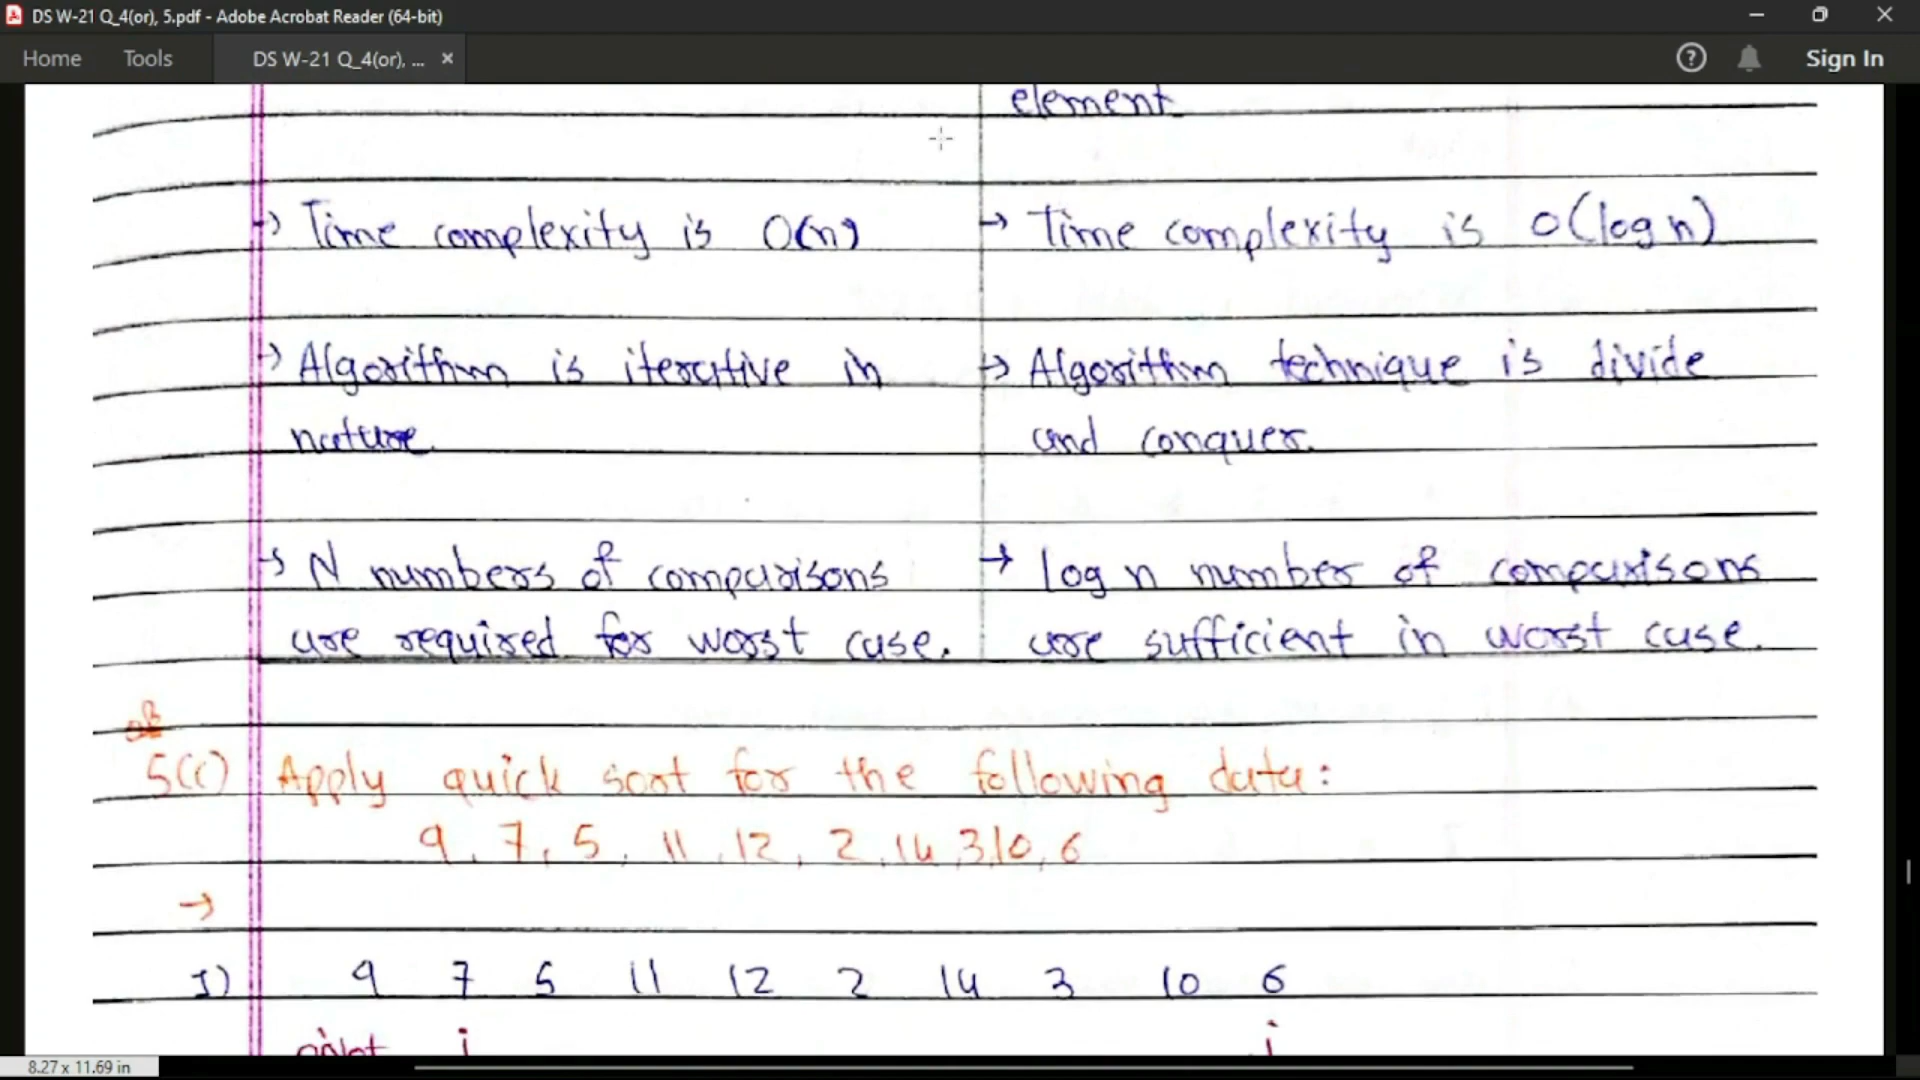 DS W-21 Q_4(or), 5.pdf - Adobe Acrobat Reader (64-bit)
Home Tools DS W-21 Q_4(or), ... × Sign In
element
→ Time complexity is O(n) → Time complexity is O(log n)
→ Algorithm is iterative in → Algorithm technique is divide
nature. and conquer.
→ N numbers of comparisons → log n number of comparisons
are required for worst case. are sufficient in worst case.
OR
5(c) Apply quick sort for the following data:
9, 7, 5, 11, 12, 2, 14, 3, 10, 6
→
1) 9 7 5 11 12 2 14 3 10 6
pivot i j
8.27 x 11.69 in